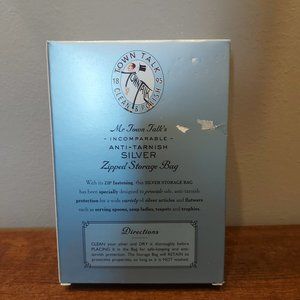 TOWN TALK
18 95
CLEAN & POLISH
Mr Town Talk's
~ INCOMPARABLE ~
ANTI-TARNISH
SILVER
Zipped Storage Bag
With its ZIP fastening, this SILVER STORAGE BAG
has been specially designed to provide safe, anti-tarnish
protection for a wide variety of silver articles and flatware
such as serving spoons, soup ladles, teapots and trophies.
Directions
CLEAN your silver and DRY it thoroughly before
PLACING it in the Bag for safe-keeping and anti-
tarnish protection. The Storage Bag will RETAIN its
protective properties, so long as it is NOT washed.